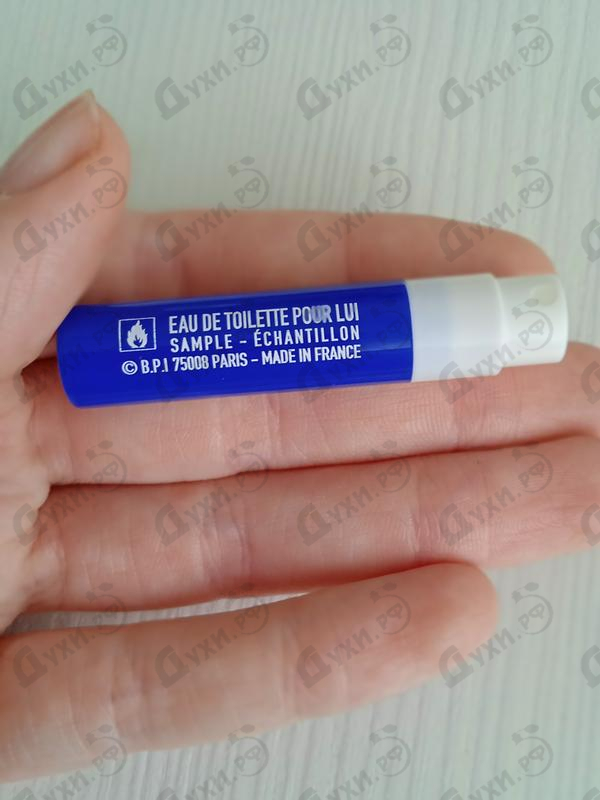 EAU DE TOILETTE POUR LUI
SAMPLE - ÉCHANTILLON
© B.P.I 75008 PARIS - MADE IN FRANCE
Духи.рф